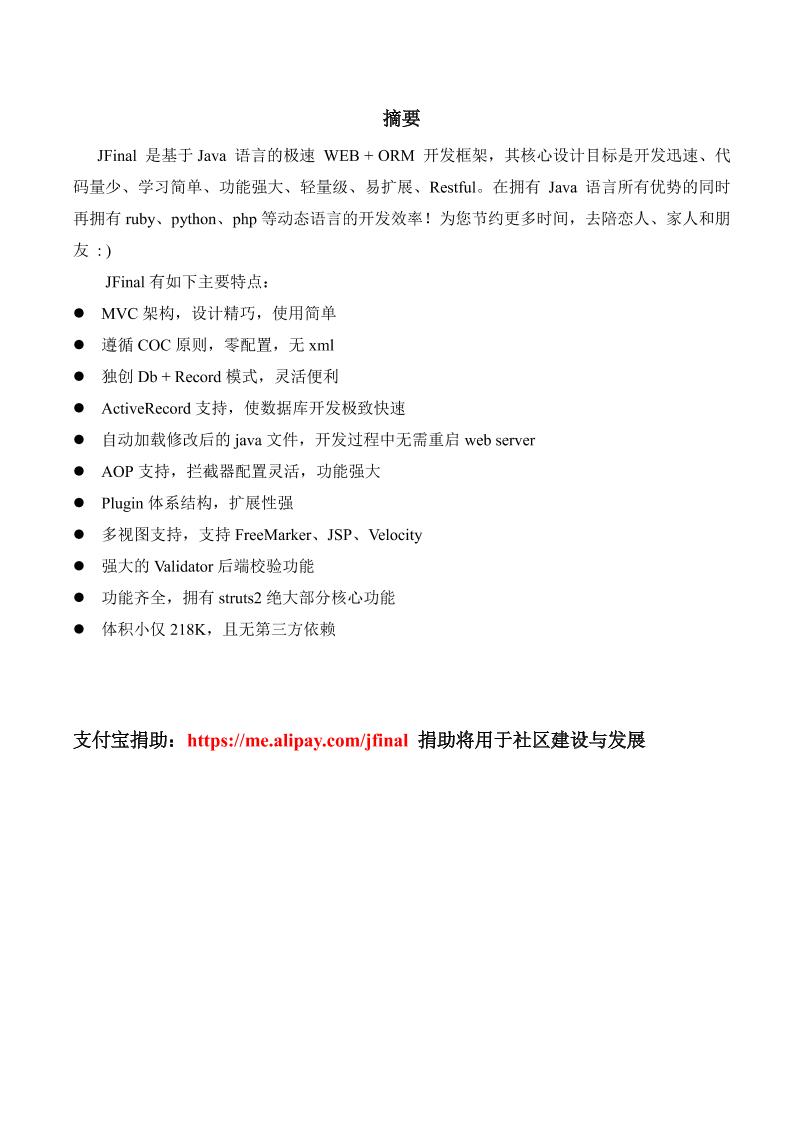 摘要
JFinal 是基于 Java 语言的极速 WEB + ORM 开发框架，其核心设计目标是开发迅速、代
码量少、学习简单、功能强大、轻量级、易扩展、Restful。在拥有 Java 语言所有优势的同时
再拥有 ruby、python、php 等动态语言的开发效率！为您节约更多时间，去陪恋人、家人和朋
友 : )
JFinal 有如下主要特点：
● MVC 架构，设计精巧，使用简单
● 遵循 COC 原则，零配置，无 xml
● 独创 Db + Record 模式，灵活便利
● ActiveRecord 支持，使数据库开发极致快速
● 自动加载修改后的 java 文件，开发过程中无需重启 web server
● AOP 支持，拦截器配置灵活，功能强大
● Plugin 体系结构，扩展性强
● 多视图支持，支持 FreeMarker、JSP、Velocity
● 强大的 Validator 后端校验功能
● 功能齐全，拥有 struts2 绝大部分核心功能
● 体积小仅 218K，且无第三方依赖
支付宝捐助：https://me.alipay.com/jfinal 捐助将用于社区建设与发展